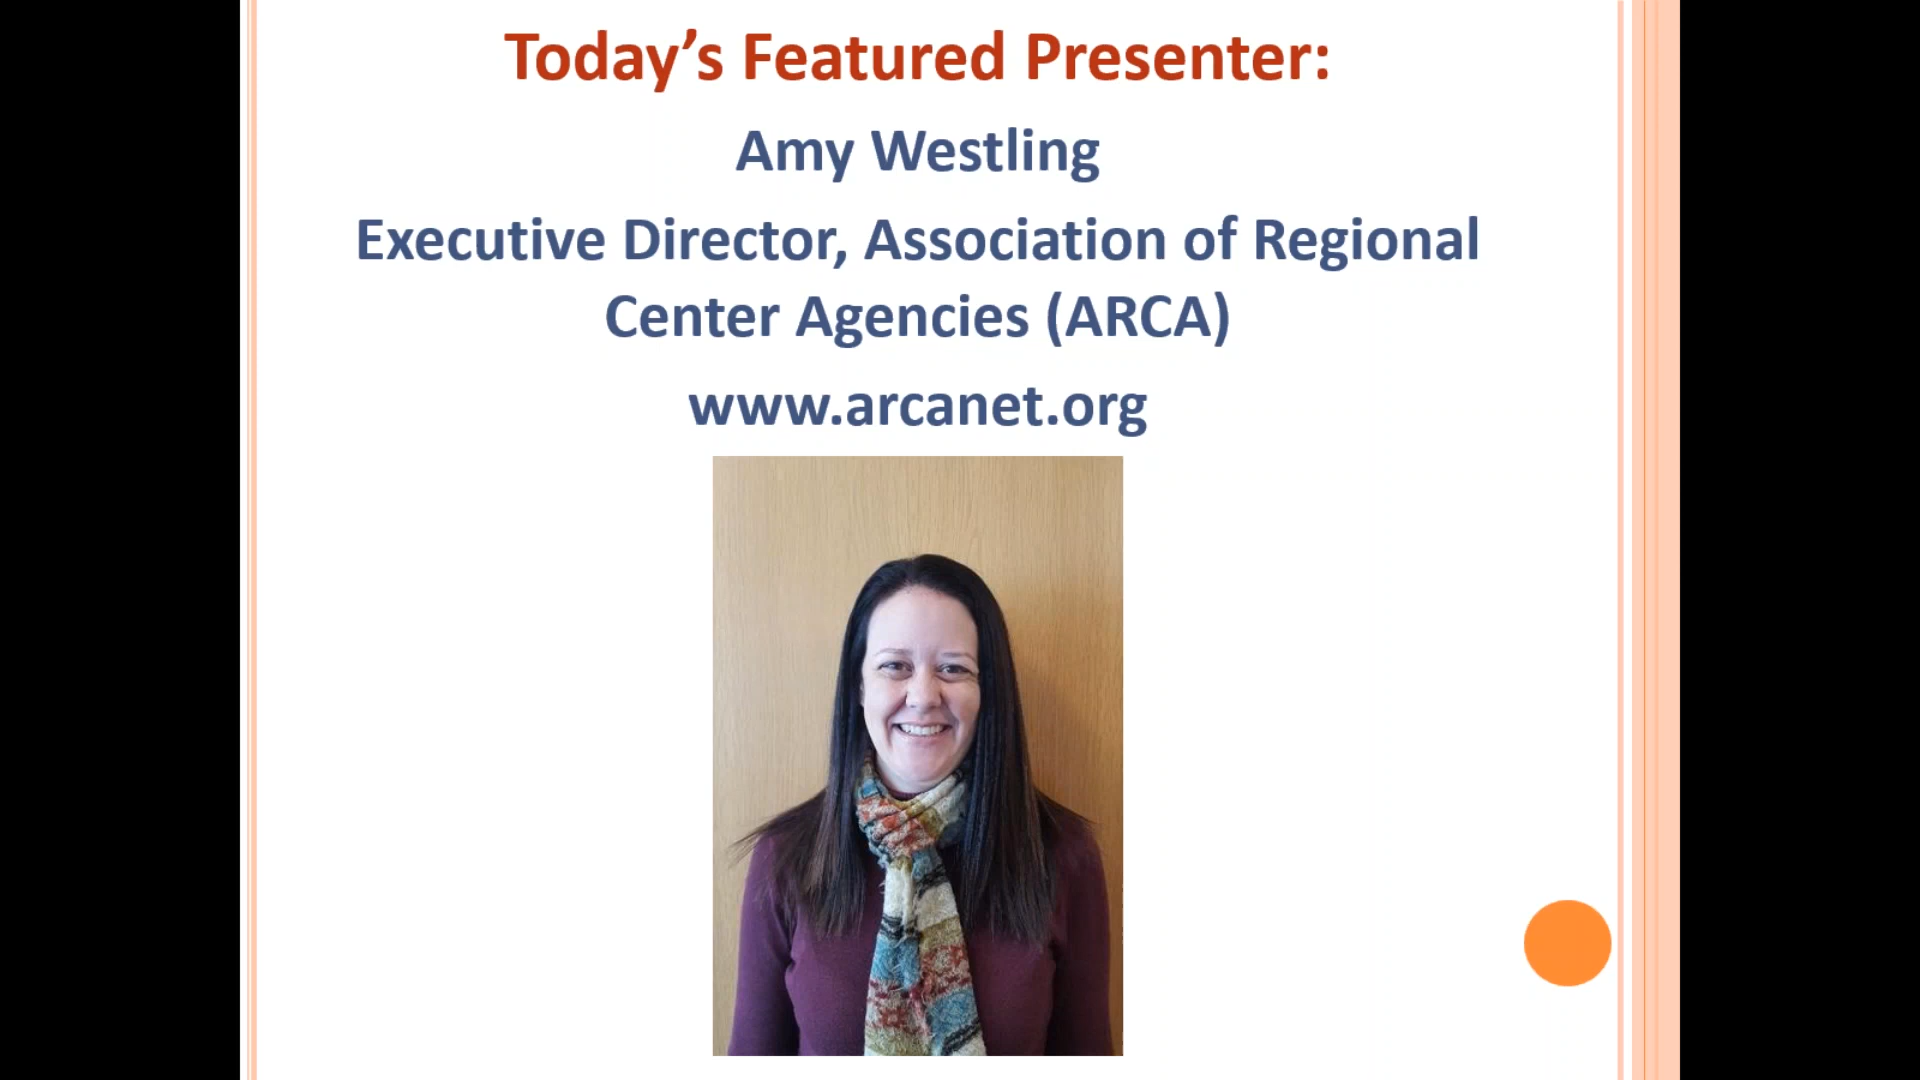 Today’s Featured Presenter:
Amy Westling
Executive Director, Association of Regional
Center Agencies (ARCA)
www.arcanet.org